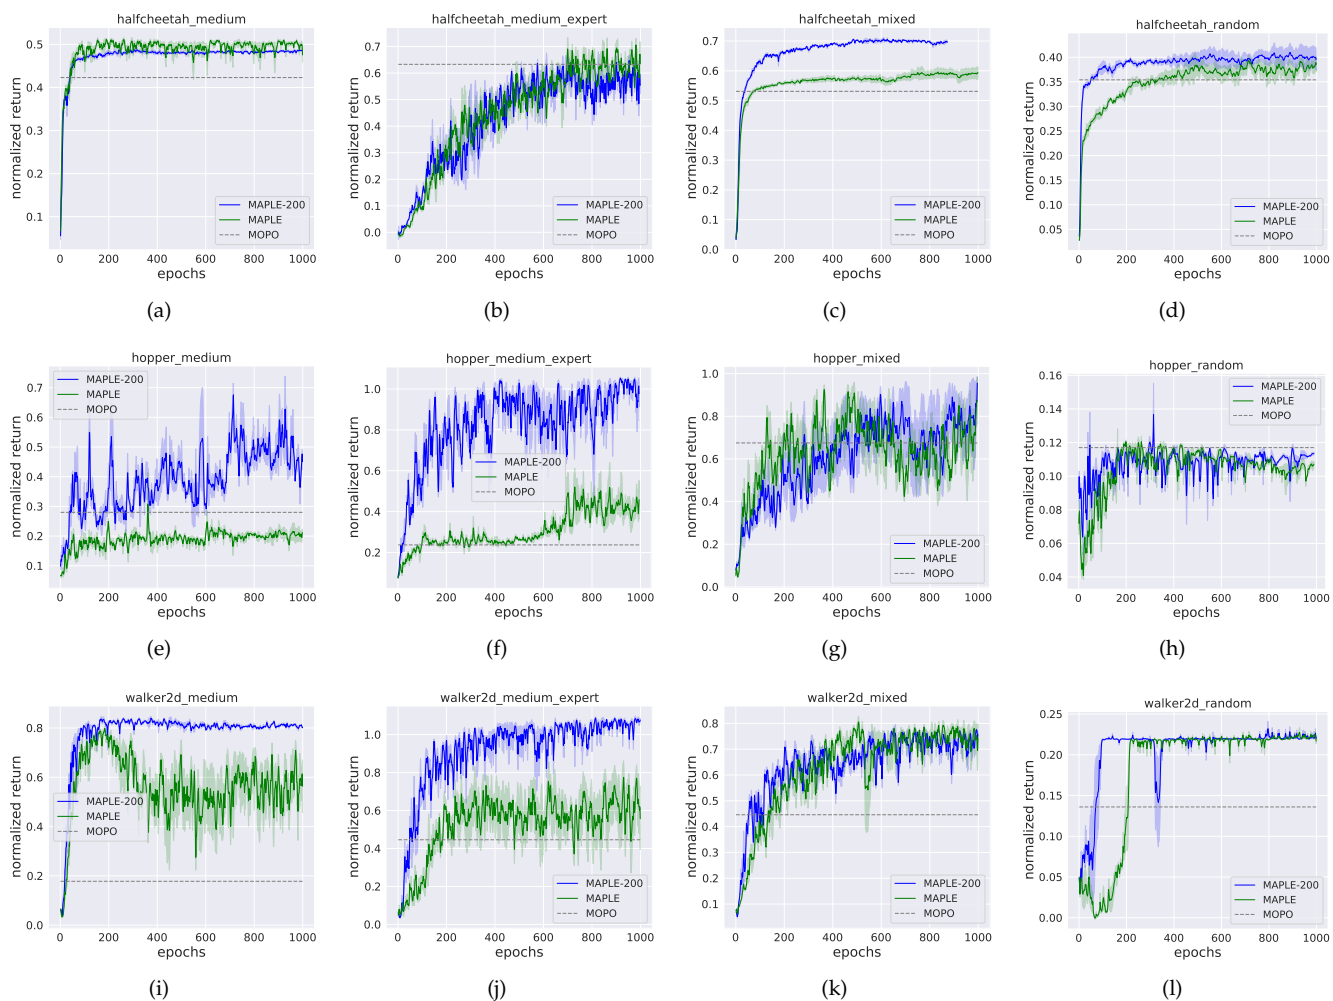 halfcheetah_medium
normalized return
0.5
0.4
0.3
0.2
0.1
MAPLE-200
MAPLE
MOPO
0 200 400 600 800 1000
epochs
(a)
halfcheetah_medium_expert
normalized return
0.7
0.6
0.5
0.4
0.3
0.2
0.1
0.0
MAPLE-200
MAPLE
MOPO
0 200 400 600 800 1000
epochs
(b)
halfcheetah_mixed
normalized return
0.7
0.6
0.5
0.4
0.3
0.2
0.1
0.0
MAPLE-200
MAPLE
MOPO
0 200 400 600 800 1000
epochs
(c)
halfcheetah_random
normalized return
0.40
0.35
0.30
0.25
0.20
0.15
0.10
0.05
MAPLE-200
MAPLE
MOPO
0 200 400 600 800 1000
epochs
(d)
hopper_medium
normalized return
0.7
0.6
0.5
0.4
0.3
0.2
0.1
MAPLE-200
MAPLE
MOPO
0 200 400 600 800 1000
epochs
(e)
hopper_medium_expert
normalized return
1.0
0.8
0.6
0.4
0.2
MAPLE-200
MAPLE
MOPO
0 200 400 600 800 1000
epochs
(f)
hopper_mixed
normalized return
1.0
0.8
0.6
0.4
0.2
0.0
MAPLE-200
MAPLE
MOPO
0 200 400 600 800 1000
epochs
(g)
hopper_random
normalized return
0.16
0.14
0.12
0.10
0.08
0.06
0.04
MAPLE-200
MAPLE
MOPO
0 200 400 600 800 1000
epochs
(h)
walker2d_medium
normalized return
0.8
0.6
0.4
0.2
0.0
MAPLE-200
MAPLE
MOPO
0 200 400 600 800 1000
epochs
(i)
walker2d_medium_expert
normalized return
1.0
0.8
0.6
0.4
0.2
0.0
MAPLE-200
MAPLE
MOPO
0 200 400 600 800 1000
epochs
(j)
walker2d_mixed
normalized return
0.8
0.7
0.6
0.5
0.4
0.3
0.2
0.1
MAPLE-200
MAPLE
MOPO
0 200 400 600 800 1000
epochs
(k)
walker2d_random
normalized return
0.25
0.20
0.15
0.10
0.05
0.00
MAPLE-200
MAPLE
MOPO
0 200 400 600 800 1000
epochs
(l)